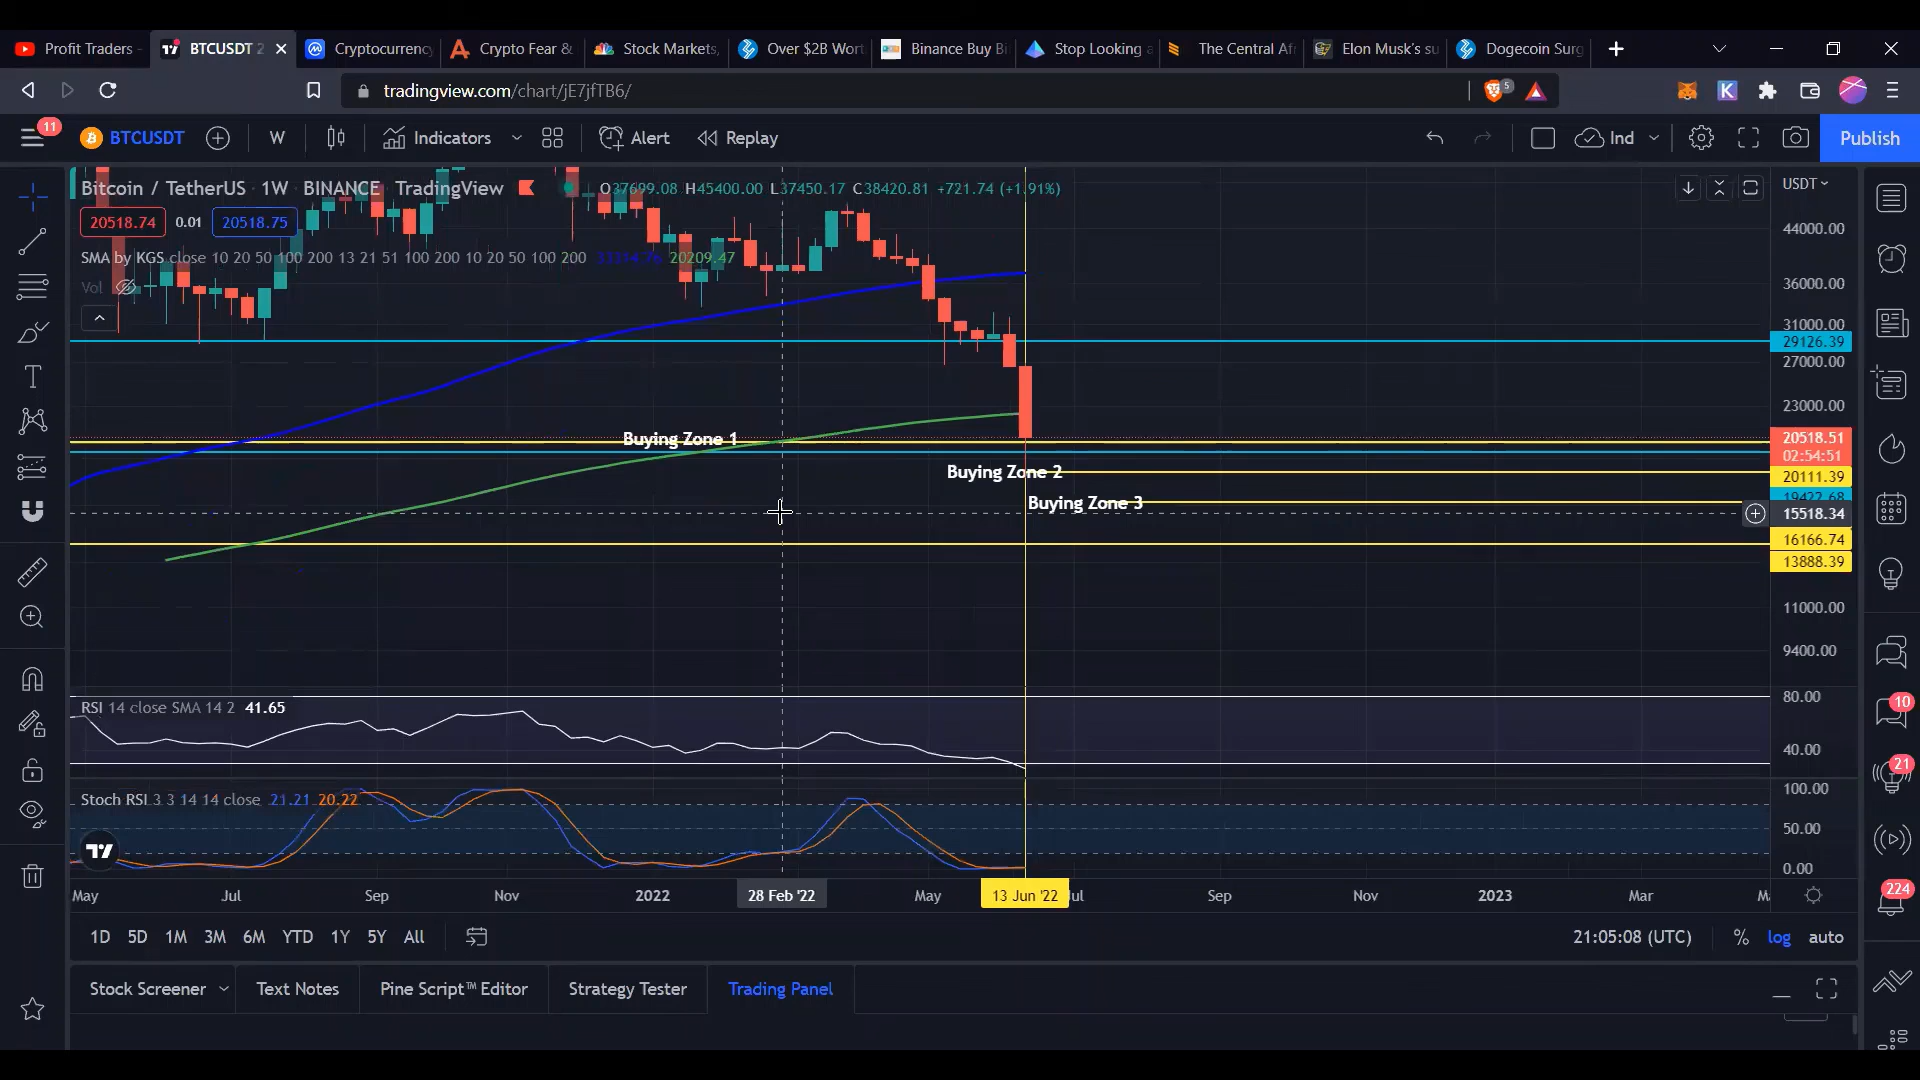 Profit Traders -
BTCUSDT 2
Cryptocurrency
Crypto Fear &
Stock Markets,
Over $2B Wort
Binance Buy Bi
Stop Looking a
The Central Afr
Elon Musk's su
Dogecoin Surg
tradingview.com/chart/jE7jfTB6/
5
11
BTCUSDT
W
Indicators
Alert
Replay
Ind
Publish
Bitcoin / TetherUS · 1W · BINANCE · TradingView
O37699.08 H45400.00 L37450.17 C38420.81 +721.74 (+1.91%)
USDT
20518.74 0.01 20518.75
SMA by KGS close 10 20 50 100 200 13 21 51 100 200 10 20 50 100 200 20209.47
Vol
44000.00
36000.00
31000.00
29126.39
27000.00
23000.00
20518.51
02:54:51
20111.39
19422.68
15518.34
16166.74
13888.39
11000.00
9400.00
Buying Zone 1
Buying Zone 2
Buying Zone 3
RSI 14 close SMA 14 2 41.65
80.00
40.00
Stoch RSI 3 3 14 14 close 21.21 20.22
100.00
50.00
0.00
10
21
224
May Jul Sep Nov 2022 28 Feb '22 May 13 Jun '22 Sep Nov 2023 Mar
1D 5D 1M 3M 6M YTD 1Y 5Y All
21:05:08 (UTC) % log auto
Stock Screener
Text Notes
Pine Script™ Editor
Strategy Tester
Trading Panel